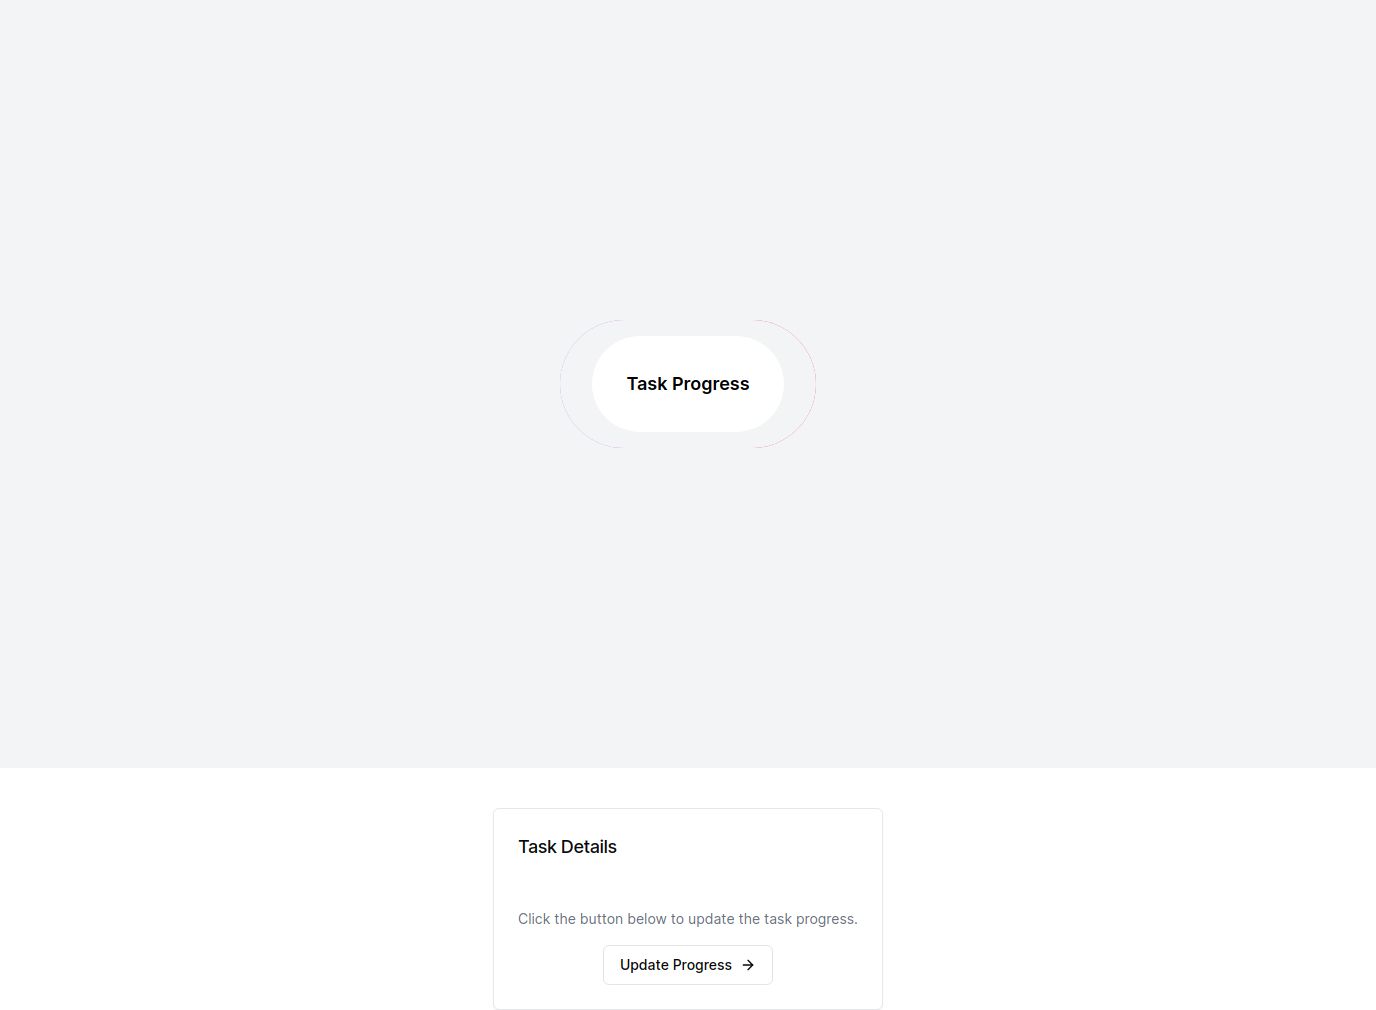 Task Progress
Task Details
Click the button below to update the task progress.
Update Progress